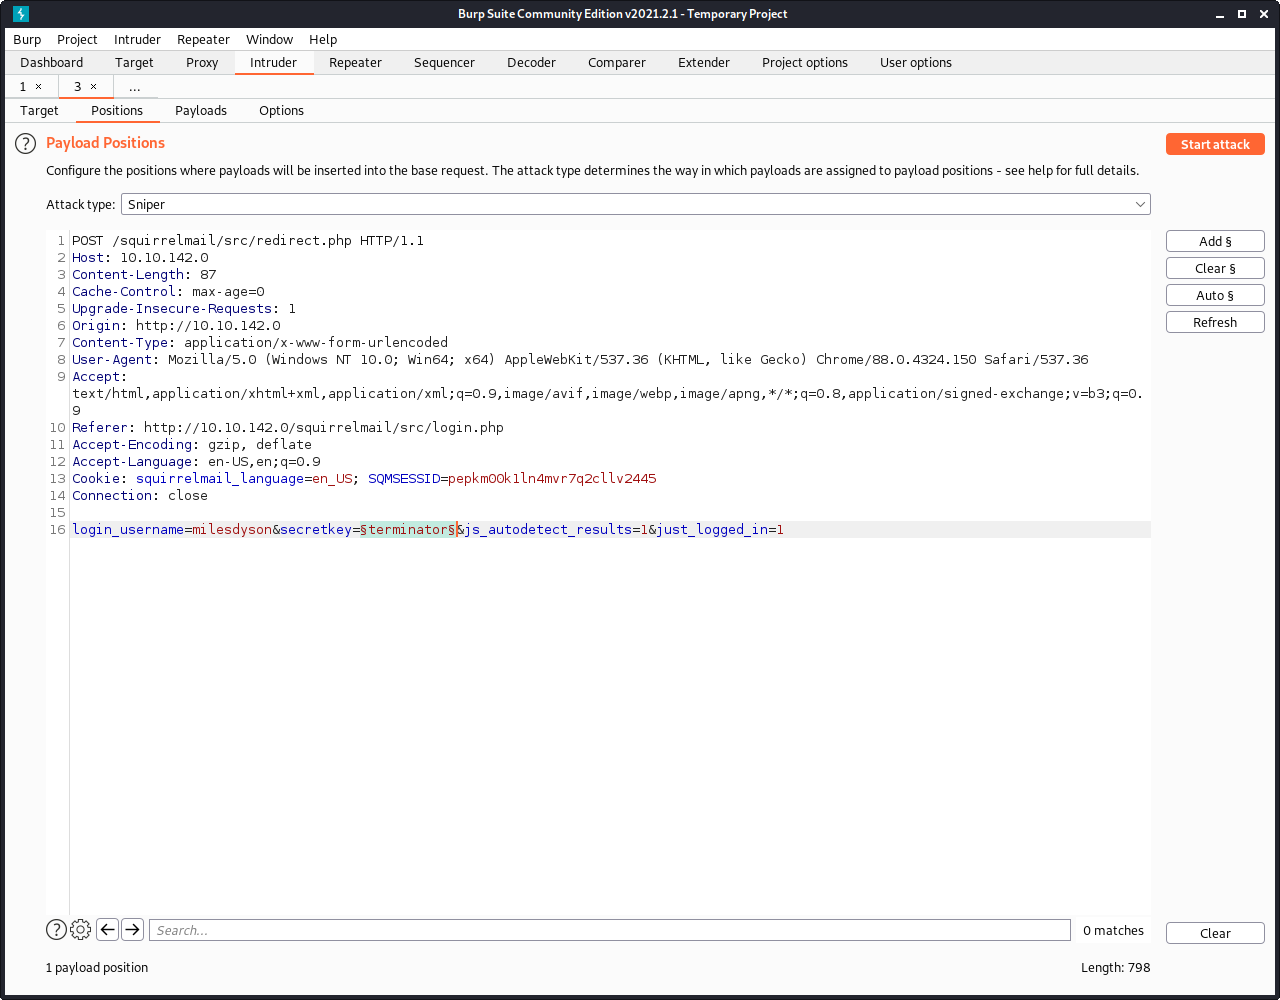 Burp Suite Community Edition v2021.2.1 - Temporary Project
Burp Project Intruder Repeater Window Help
Dashboard Target Proxy Intruder Repeater Sequencer Decoder Comparer Extender Project options User options
1 × 3 × ...
Target Positions Payloads Options
? Payload Positions
Start attack
Configure the positions where payloads will be inserted into the base request. The attack type determines the way in which payloads are assigned to payload positions - see help for full details.
Attack type: Sniper
1 POST /squirrelmail/src/redirect.php HTTP/1.1
2 Host: 10.10.142.0
3 Content-Length: 87
4 Cache-Control: max-age=0
5 Upgrade-Insecure-Requests: 1
6 Origin: http://10.10.142.0
7 Content-Type: application/x-www-form-urlencoded
8 User-Agent: Mozilla/5.0 (Windows NT 10.0; Win64; x64) AppleWebKit/537.36 (KHTML, like Gecko) Chrome/88.0.4324.150 Safari/537.36
9 Accept:
text/html,application/xhtml+xml,application/xml;q=0.9,image/avif,image/webp,image/apng,*/*;q=0.8,application/signed-exchange;v=b3;q=0.
9
10 Referer: http://10.10.142.0/squirrelmail/src/login.php
11 Accept-Encoding: gzip, deflate
12 Accept-Language: en-US,en;q=0.9
13 Cookie: squirrelmail_language=en_US; SQMSESSID=pepkm00k1ln4mvr7q2cllv2445
14 Connection: close
15
16 login_username=milesdyson&secretkey=§terminator§&js_autodetect_results=1&just_logged_in=1
Add §
Clear §
Auto §
Refresh
? Search... 0 matches
Clear
1 payload position
Length: 798